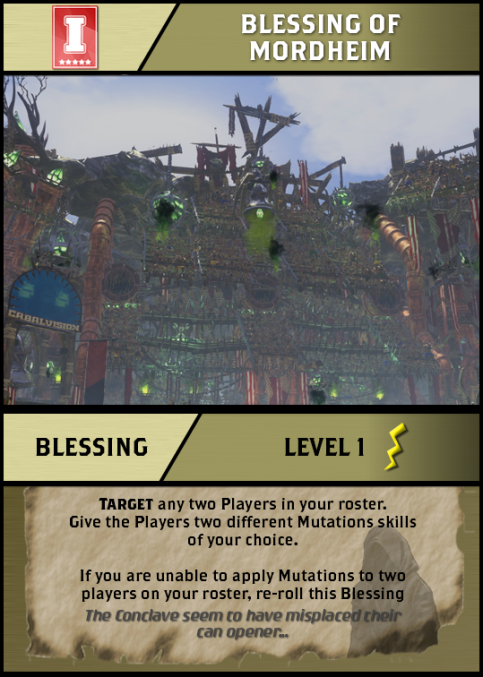 I
BLESSING OF
MORDHEIM
CABALVISION
BLESSING
LEVEL 1
TARGET any two Players in your roster.
Give the Players two different Mutations skills
of your choice.
If you are unable to apply Mutations to two
players on your roster, re-roll this Blessing
The Conclave seem to have misplaced their
can opener...